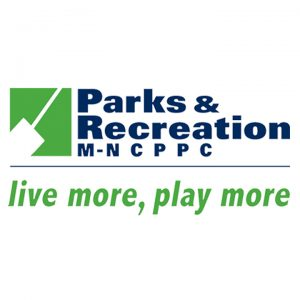 Parks &
Recreation
M-NCPPC
live more, play more